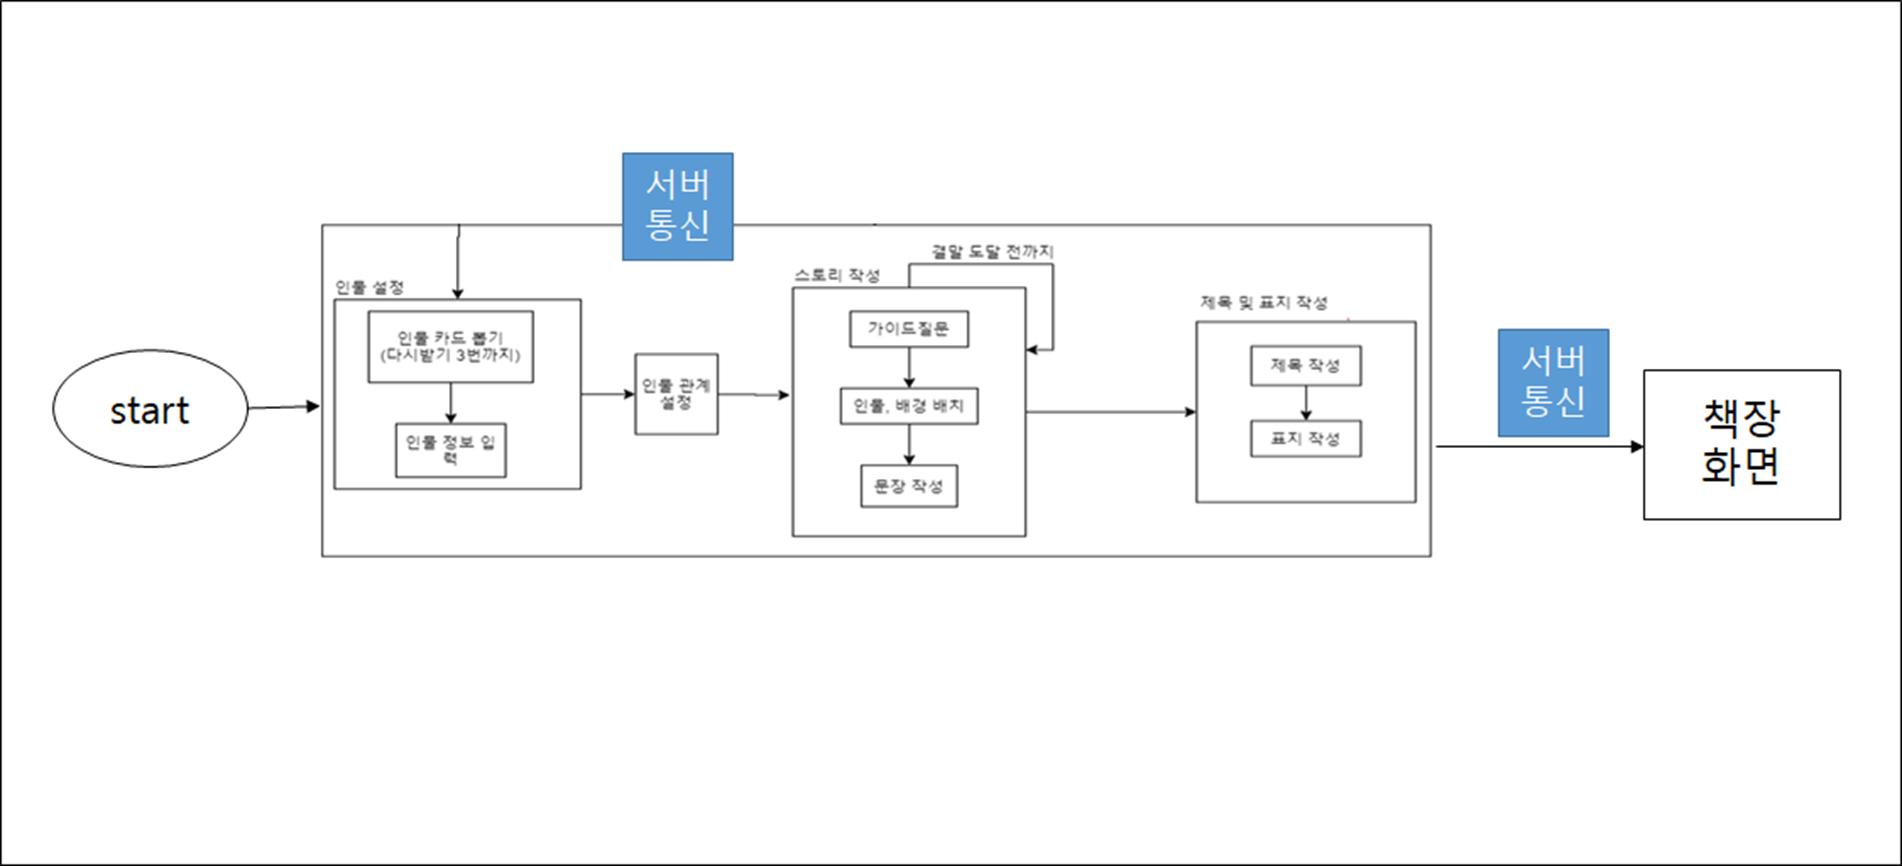 서버
통신
결말 도달 전까지
스토리 작성
인물 설정
제목 및 표지 작성
인물 카드 뽑기
(다시받기 3번까지)
가이드질문
제목 작성
서버
통신
인물 관계
설정
인물, 배경 배치
start
인물 정보 입
력
표지 작성
책장
화면
문장 작성